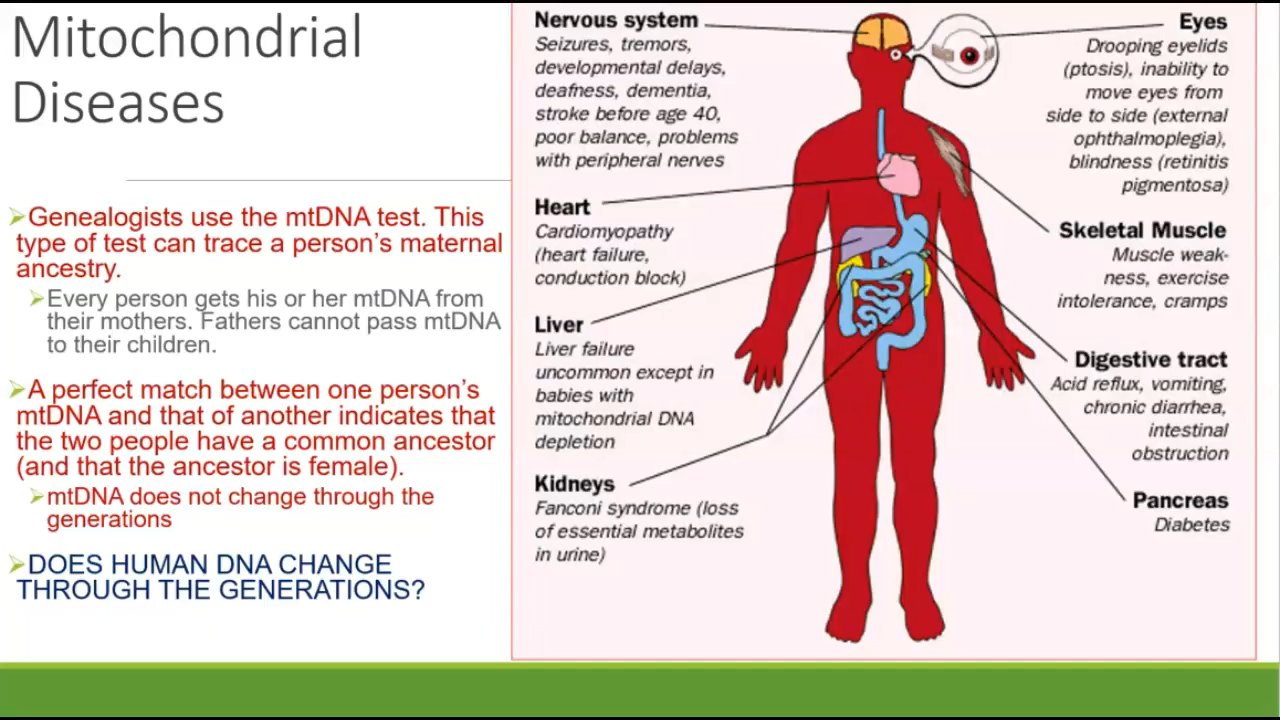 Mitochondrial
Diseases
➢Genealogists use the mtDNA test. This
type of test can trace a person's maternal
ancestry.
➢Every person gets his or her mtDNA from
their mothers. Fathers cannot pass mtDNA
to their children.
➢A perfect match between one person's
mtDNA and that of another indicates that
the two people have a common ancestor
(and that the ancestor is female).
➢mtDNA does not change through the
generations
➢DOES HUMAN DNA CHANGE
THROUGH THE GENERATIONS?
Nervous system
Seizures, tremors,
developmental delays,
deafness, dementia,
stroke before age 40,
poor balance, problems
with peripheral nerves
Heart
Cardiomyopathy
(heart failure,
conduction block)
Liver
Liver failure
uncommon except in
babies with
mitochondrial DNA
depletion
Kidneys
Fanconi syndrome (loss
of essential metabolites
in urine)
Eyes
Drooping eyelids
(ptosis), inability to
move eyes from
side to side (external
ophthalmoplegia),
blindness (retinitis
pigmentosa)
Skeletal Muscle
Muscle weak-
ness, exercise
intolerance, cramps
Digestive tract
Acid reflux, vomiting,
chronic diarrhea,
intestinal
obstruction
Pancreas
Diabetes